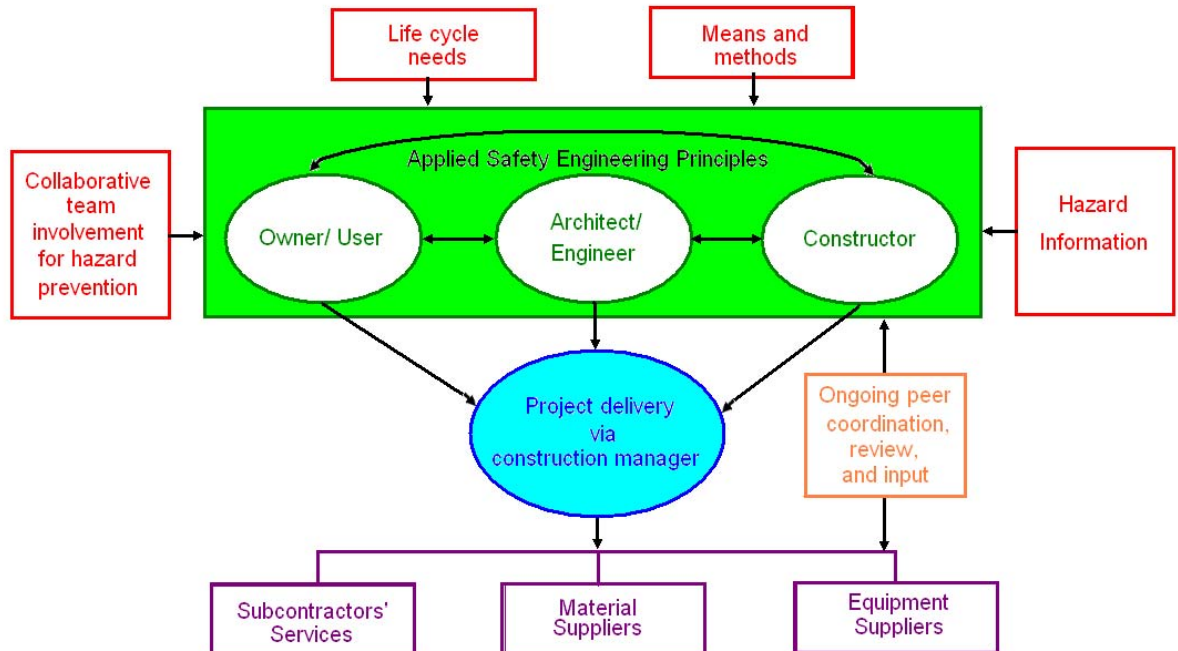 Life cycle
needs
Means and
methods
Collaborative
team
involvement
for hazard
prevention
Applied Safety Engineering Principles
Owner/ User
Architect/
Engineer
Constructor
Hazard
Information
Project delivery
via
construction manager
Ongoing peer
coordination,
review,
and input
Subcontractors'
Services
Material
Suppliers
Equipment
Suppliers